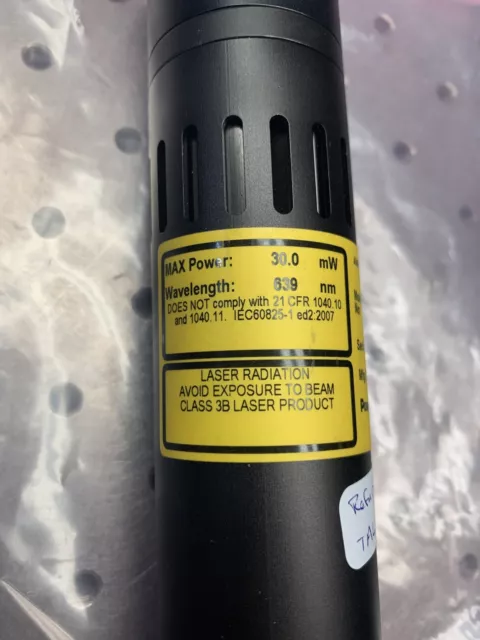 MAX Power: 30.0 mW
Wavelength: 639 nm
DOES NOT comply with 21 CFR 1040.10
and 1040.11. IEC60825-1 ed2:2007
LASER RADIATION
AVOID EXPOSURE TO BEAM
CLASS 3B LASER PRODUCT